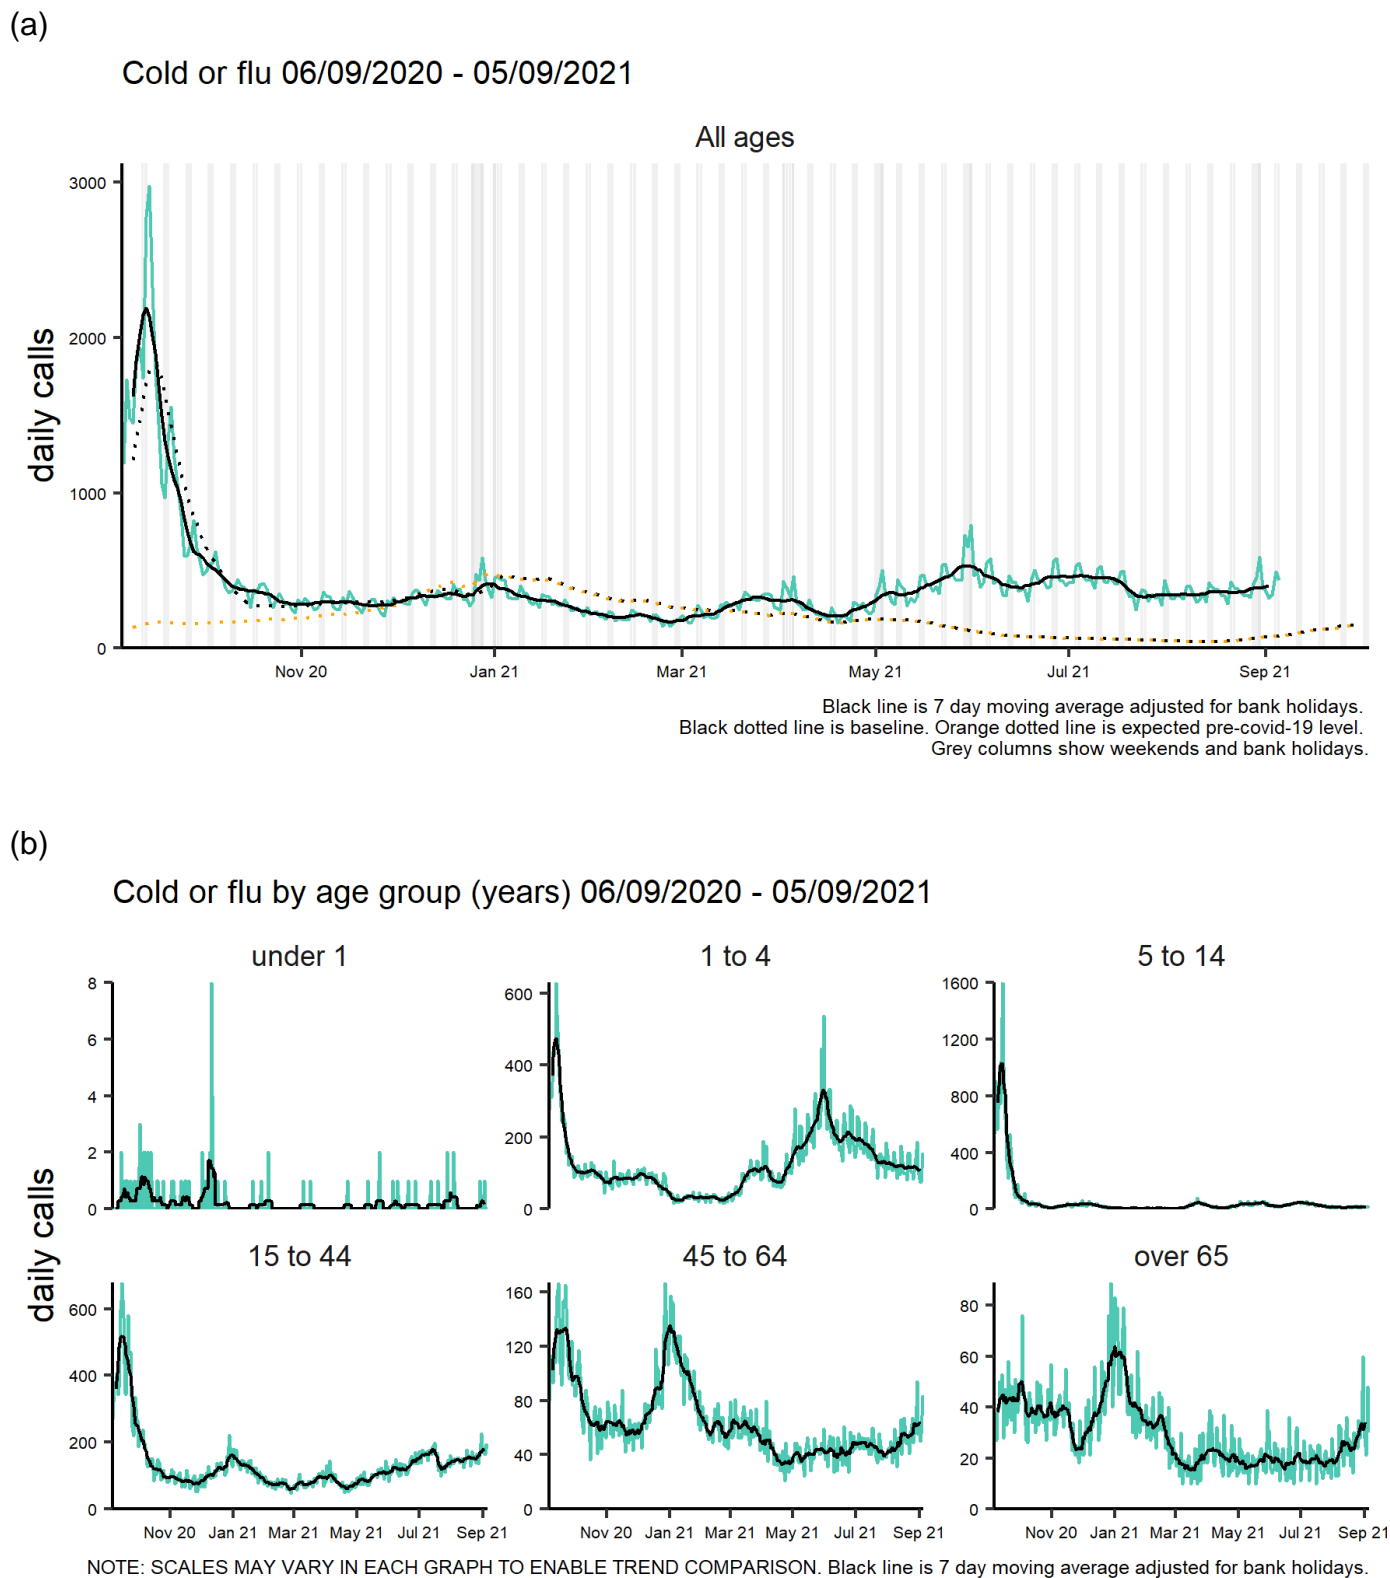 (a)
Cold or flu 06/09/2020 - 05/09/2021
All ages
daily calls
3000
2000
1000
0
Nov 20 Jan 21 Mar 21 May 21 Jul 21 Sep 21
Black line is 7 day moving average adjusted for bank holidays.
Black dotted line is baseline. Orange dotted line is expected pre-covid-19 level.
Grey columns show weekends and bank holidays.
(b)
Cold or flu by age group (years) 06/09/2020 - 05/09/2021
daily calls
under 1
8
6
4
2
0
1 to 4
600
400
200
0
5 to 14
1600
1200
800
400
0
15 to 44
600
400
200
0
Nov 20 Jan 21 Mar 21 May 21 Jul 21 Sep 21
45 to 64
160
120
80
40
0
Nov 20 Jan 21 Mar 21 May 21 Jul 21 Sep 21
over 65
80
60
40
20
0
Nov 20 Jan 21 Mar 21 May 21 Jul 21 Sep 21
NOTE: SCALES MAY VARY IN EACH GRAPH TO ENABLE TREND COMPARISON. Black line is 7 day moving average adjusted for bank holidays.